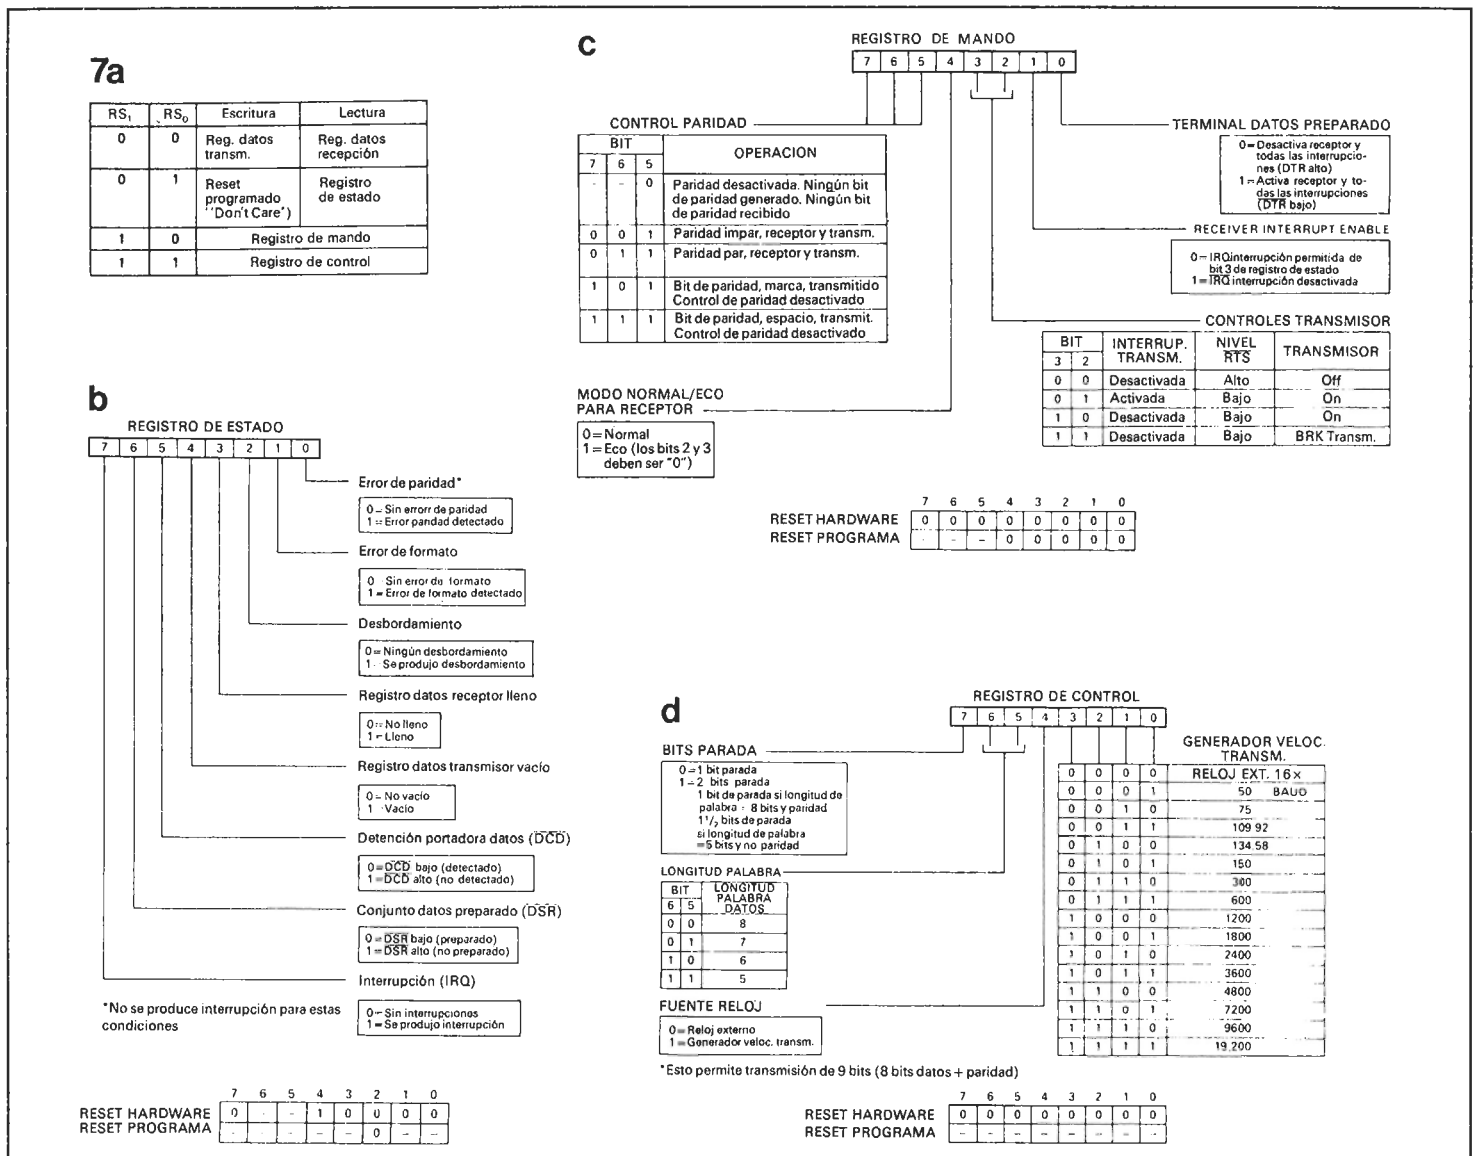 7a
RS₁ RS₀ Escritura Lectura
0 0 Reg. datos transm. Reg. datos recepción
0 1 Reset programado "Don't Care") Registro de estado
1 0 Registro de mando
1 1 Registro de control
b
REGISTRO DE ESTADO
7 6 5 4 3 2 1 0
Error de paridad*
0 = Sin error de paridad
1 = Error paridad detectado
Error de formato
0 Sin error de formato
1 = Error de formato detectado
Desbordamiento
0 = Ningún desbordamiento
1 - Se produjo desbordamiento
Registro datos receptor lleno
0 = No lleno
1 = Lleno
Registro datos transmisor vacío
0 = No vacío
1 Vacío
Detención portadora datos (DCD)
0 = DCD bajo (detectado)
1 = DCD alto (no detectado)
Conjunto datos preparado (DSR)
0 = DSR bajo (preparado)
1 = DSR alto (no preparado)
Interrupción (IRQ)
0 = Sin interrupciones
1 = Se produjo interrupción
*No se produce interrupción para estas
condiciones
7 6 5 4 3 2 1 0
RESET HARDWARE 0 - - 1 0 0 0 0
RESET PROGRAMA - - - - - 0 - -
c
REGISTRO DE MANDO
7 6 5 4 3 2 1 0
CONTROL PARIDAD
BIT OPERACION
7 6 5
- - 0 Paridad desactivada. Ningún bit
de paridad generado. Ningún bit
de paridad recibido
0 0 1 Paridad impar, receptor y transm.
0 1 1 Paridad par, receptor y transm.
1 0 1 Bit de paridad, marca, transmitido
Control de paridad desactivado
1 1 1 Bit de paridad, espacio, transmit.
Control de paridad desactivado
MODO NORMAL/ECO
PARA RECEPTOR
0 = Normal
1 = Eco (los bits 2 y 3
deben ser "0")
TERMINAL DATOS PREPARADO
0 = Desactiva receptor y
todas las interrupcio-
nes (DTR alto)
1 = Activa receptor y to-
das las interrupciones
(DTR bajo)
RECEIVER INTERRUPT ENABLE
0 = IRQ interrupción permitida de
bit 3 de registro de estado
1 = IRQ interrupción desactivada
CONTROLES TRANSMISOR
BIT INTERRUP. TRANSM. NIVEL RTS TRANSMISOR
3 2
0 0 Desactivada Alto Off
0 1 Activada Bajo On
1 0 Desactivada Bajo On
1 1 Desactivada Bajo BRK Transm.
7 6 5 4 3 2 1 0
RESET HARDWARE 0 0 0 0 0 0 0 0
RESET PROGRAMA - - - 0 0 0 0 0
d
REGISTRO DE CONTROL
7 6 5 4 3 2 1 0
BITS PARADA
0 = 1 bit parada
1 = 2 bits parada
1 bit de parada si longitud de
palabra = 8 bits y paridad
1 1/2 bits de parada
si longitud de palabra
= 5 bits y no paridad
LONGITUD PALABRA
BIT LONGITUD PALABRA DATOS
6 5
0 0 8
0 1 7
1 0 6
1 1 5
FUENTE RELOJ
0 = Reloj externo
1 = Generador veloc. transm.
GENERADOR VELOC.
TRANSM.
0 0 0 0 RELOJ EXT. 16×
0 0 0 1 50 BAUD
0 0 1 0 75
0 0 1 1 109 92
0 1 0 0 134.58
0 1 0 1 150
0 1 1 0 300
0 1 1 1 600
1 0 0 0 1200
1 0 0 1 1800
1 0 1 0 2400
1 0 1 1 3600
1 1 0 0 4800
1 1 0 1 7200
1 1 1 0 9600
1 1 1 1 19.200
*Esto permite transmisión de 9 bits (8 bits datos + paridad)
7 6 5 4 3 2 1 0
RESET HARDWARE 0 0 0 0 0 0 0 0
RESET PROGRAMA - - - - - - - -